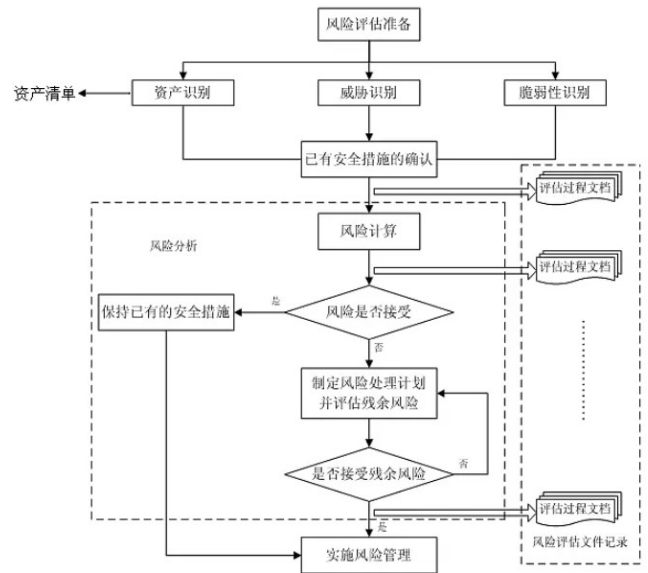 风险评估准备
资产清单
资产识别
威胁识别
脆弱性识别
已有安全措施的确认
评估过程文档
风险计算
风险分析
评估过程文档
是
保持已有的安全措施
风险是否接受
否
制定风险处理计划
并评估残余风险
是否接受残余风险
否
评估过程文档
是
风险评估文件记录
实施风险管理